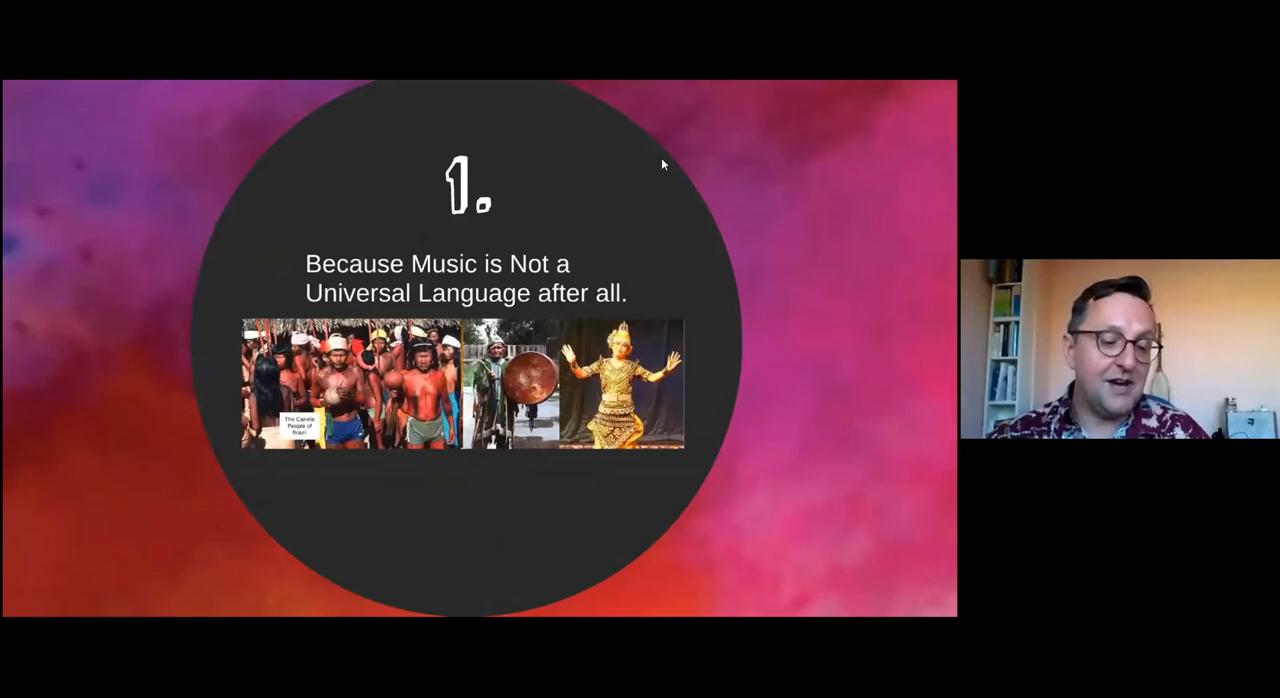 1.
Because Music is Not a
Universal Language after all.
The Canela
People of
Brazil